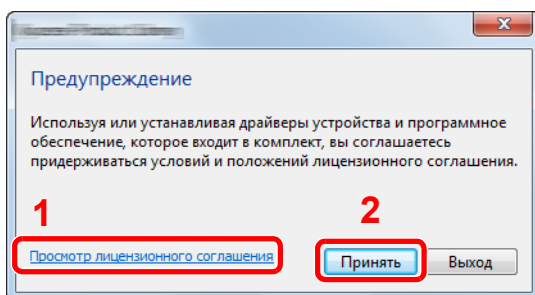 Предупреждение
Используя или устанавливая драйверы устройства и программное
обеспечение, которое входит в комплект, вы соглашаетесь
придерживаться условий и положений лицензионного соглашения.
1
2
Просмотр лицензионного соглашения
Принять
Выход